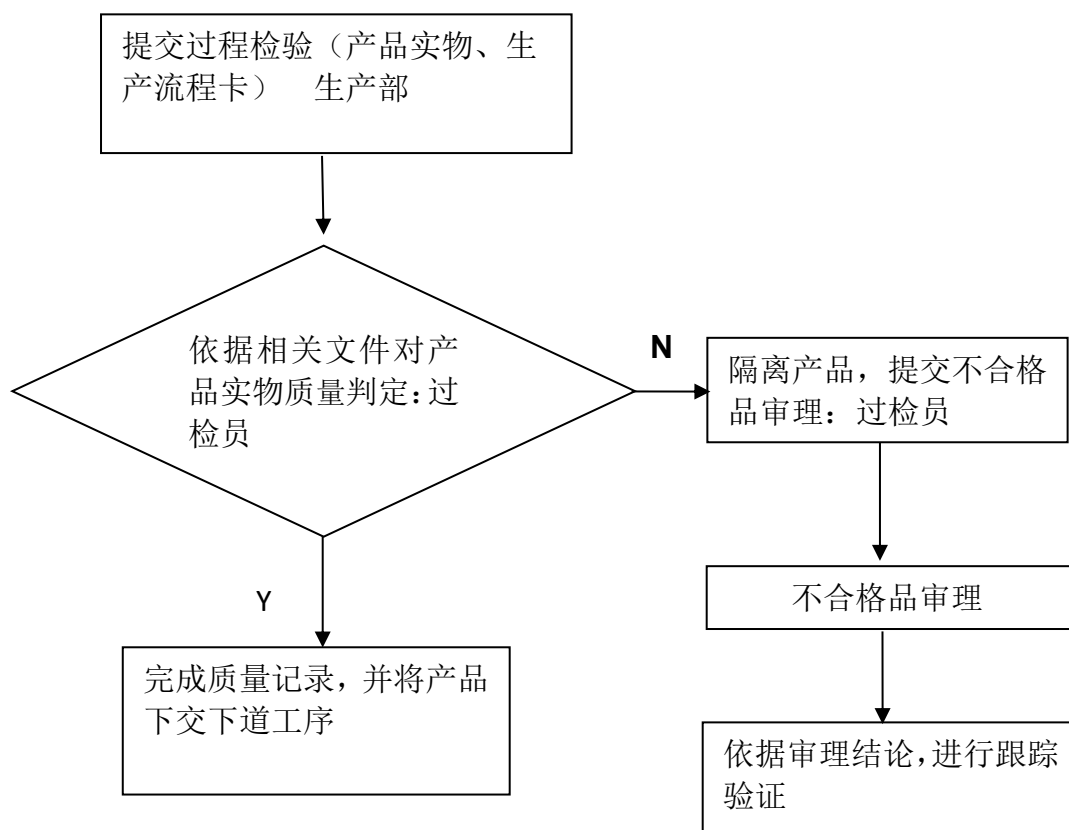 提交过程检验（产品实物、生
产流程卡） 生产部
依据相关文件对产
品实物质量判定：过
检员
N
隔离产品，提交不合格
品审理：过检员
Y
不合格品审理
完成质量记录，并将产品
下交下道工序
依据审理结论，进行跟踪
验证